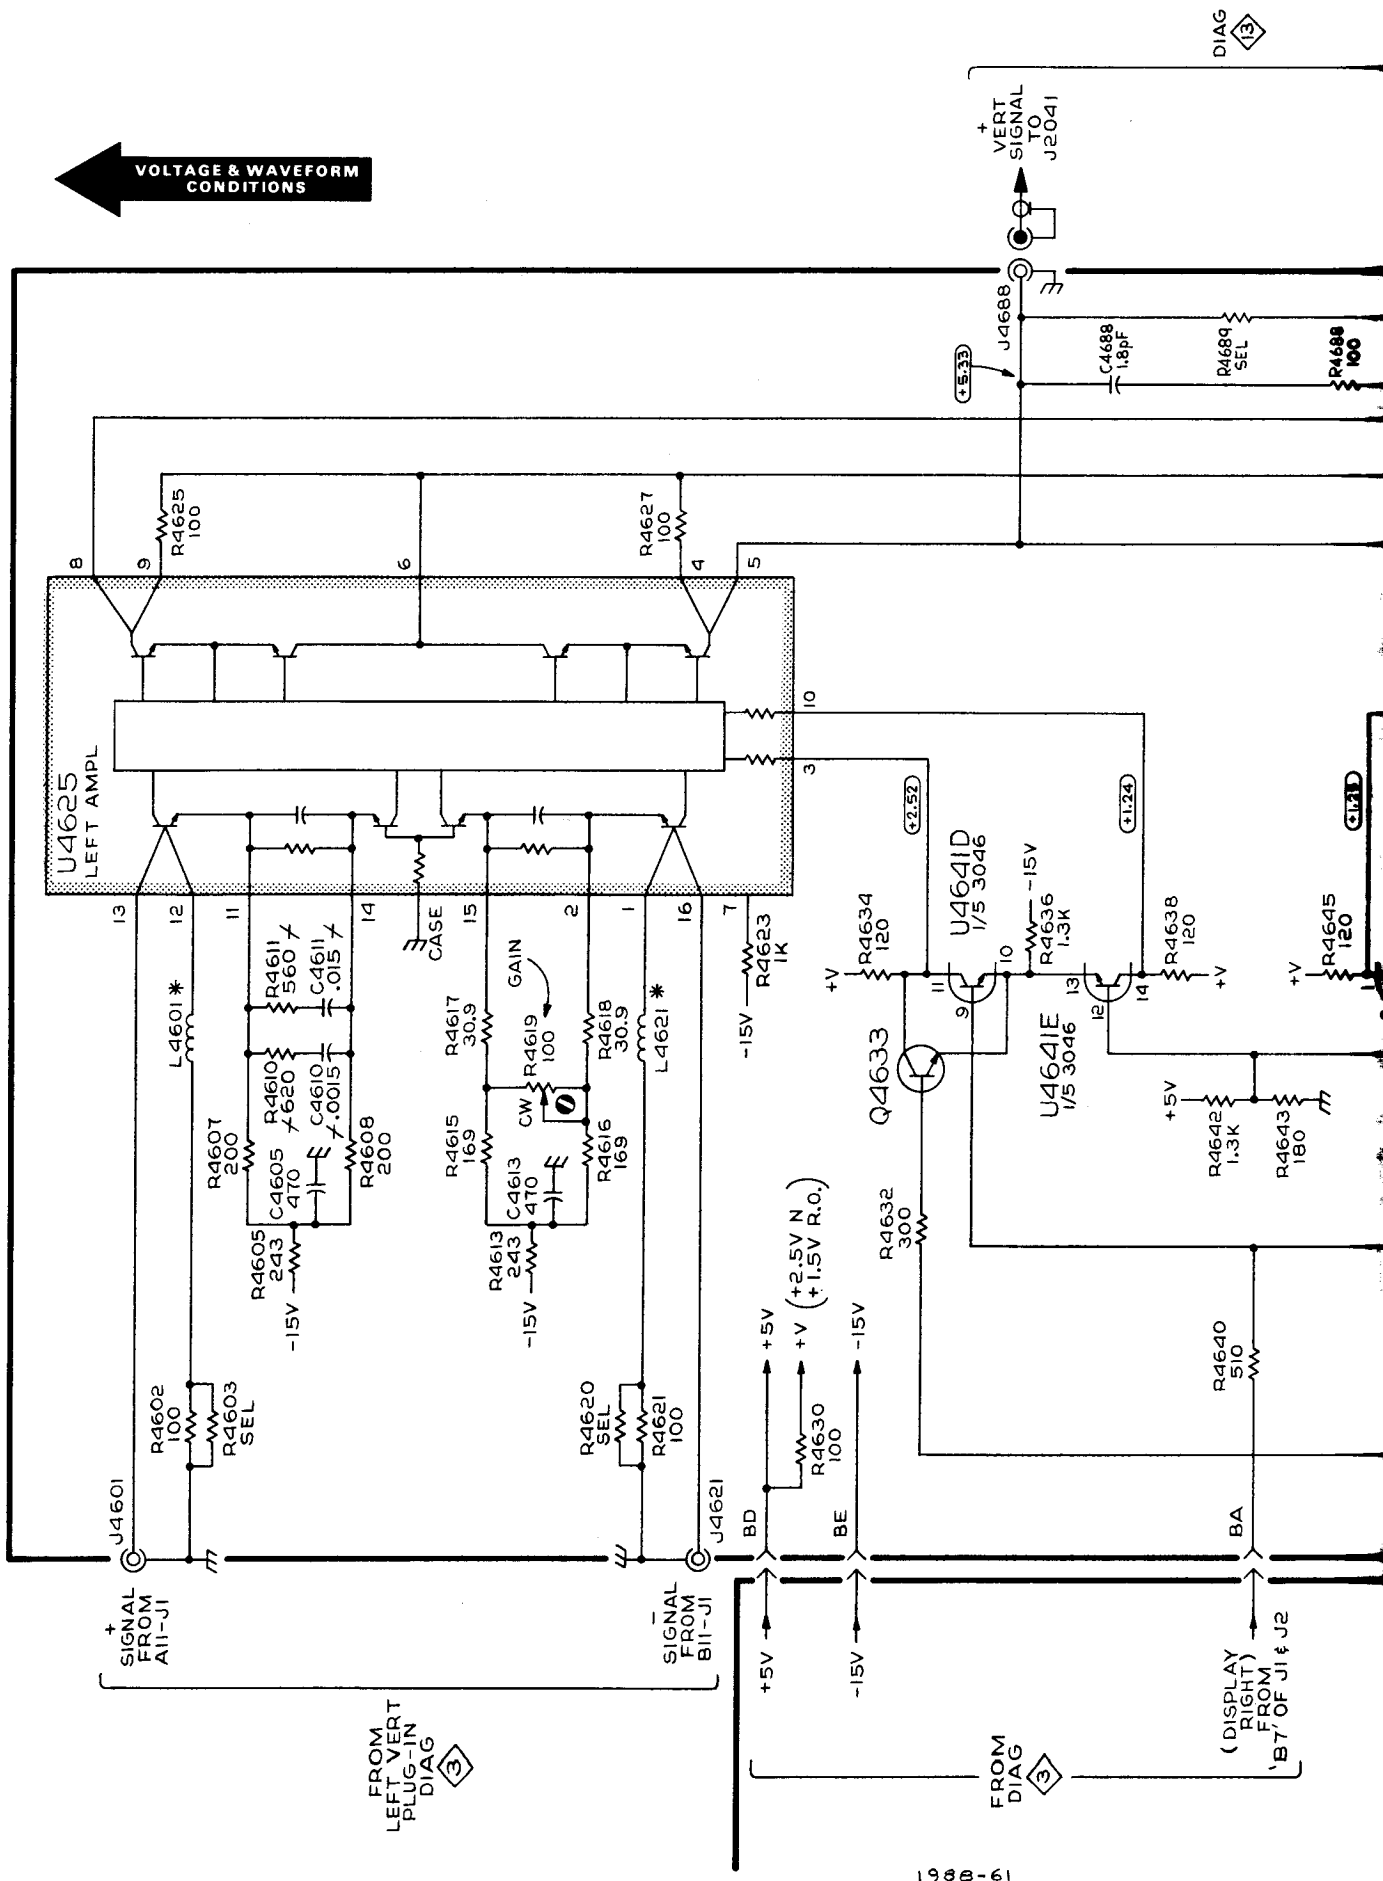 VOLTAGE & WAVEFORM
CONDITIONS
DIAG
13
+
VERT
SIGNAL
TO
J2041
J4688
+5.33
C4688
1.8pF
R4689
SEL
R4688
100
8
9
R4625
100
6
R4627
100
4
5
U4625
LEFT AMPL
10
3
13
12
11
14
CASE
15
2
1
16
7
L4601*
R4611
560
C4611
.015
R4610
620
C4610
.0015
R4607
200
C4605
470
R4608
200
R4605
243
-15V
R4617
30.9
GAIN
R4619
100
CW
R4618
30.9
L4621 *
R4615
169
C4613
470
R4616
169
R4613
243
-15V
R4623
1K
-15V
+2.52
+1.24
R4634
120
+V
U4641D
1/5 3046
11
10
9
-15V
R4636
1.3K
13
14
12
R4638
120
+V
R4645
120
+V
Q4633
U4641E
1/5 3046
+5V
R4642
1.3K
R4643
180
R4632
300
R4640
510
R4602
100
R4603
SEL
R4620
SEL
R4621
100
+5V
+V (+2.5V N
+1.5V R.O.)
R4630
100
-15V
J4601
J4621
BD
BE
BA
+
SIGNAL
FROM
A11-J1
-
SIGNAL
FROM
B11-J1
+5V
-15V
(DISPLAY
RIGHT)
FROM
'B7' OF J1 & J2
FROM
LEFT VERT
PLUG-IN
DIAG
3
FROM
DIAG
3
1988-61